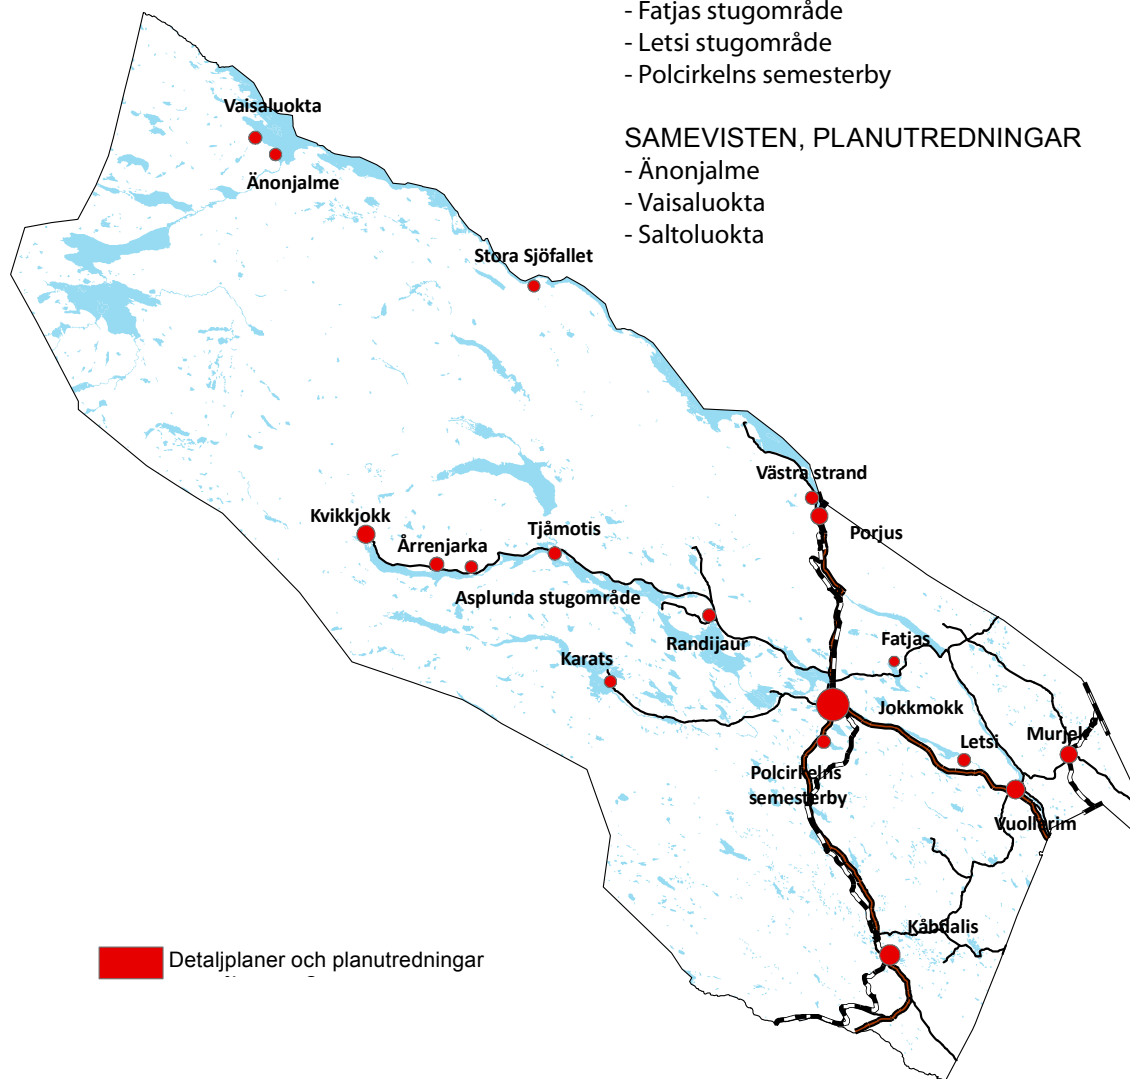 - Fatjas stugområde
- Letsi stugområde
- Polcirkelns semesterby
SAMEVISTEN, PLANUTREDNINGAR
- Änonjalme
- Vaisaluokta
- Saltoluokta
Vaisaluokta
Änonjalme
Stora Sjöfallet
Västra strand
Porjus
Kvikkjokk
Årrenjarka
Tjåmotis
Asplunda stugområde
Randijaur
Karats
Fatjas
Jokkmokk
Letsi
Murjek
Polcirkelns
semesterby
Vuollerim
Kåbdalis
Detaljplaner och planutredningar